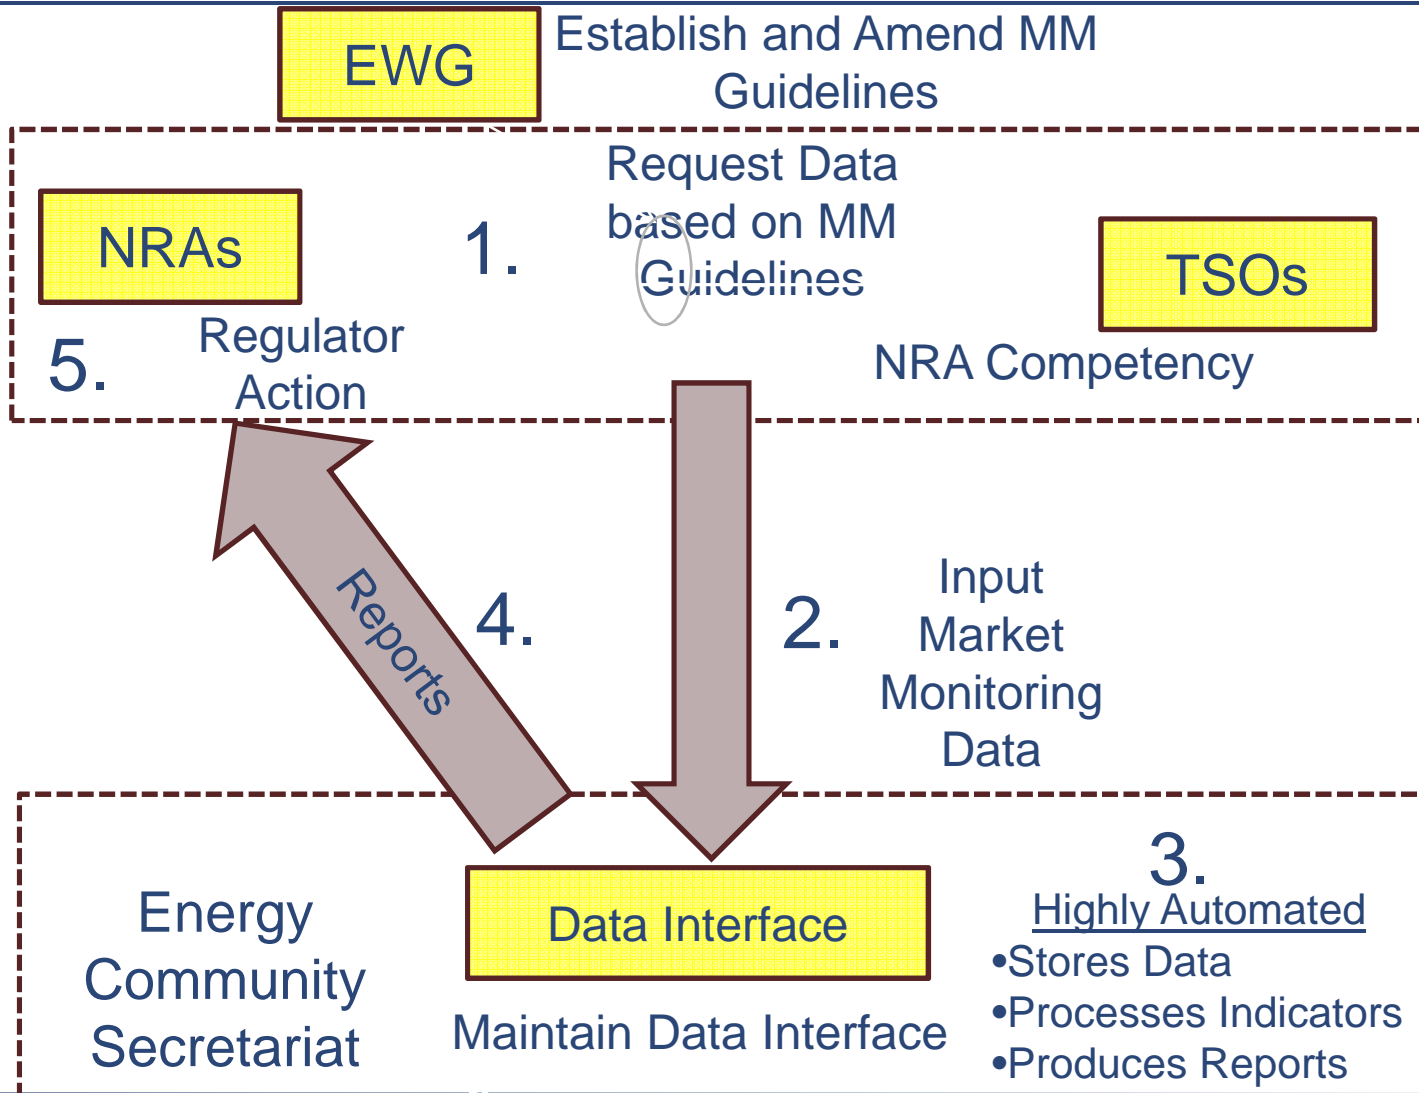 EWG
Establish and Amend MM
Guidelines
NRAs
1.
Request Data
based on MM
Guidelines
TSOs
5.
Regulator
Action
NRA Competency
Reports
4.
2.
Input
Market
Monitoring
Data
Energy
Community
Secretariat
Data Interface
Maintain Data Interface
3.
Highly Automated
•Stores Data
•Processes Indicators
•Produces Reports